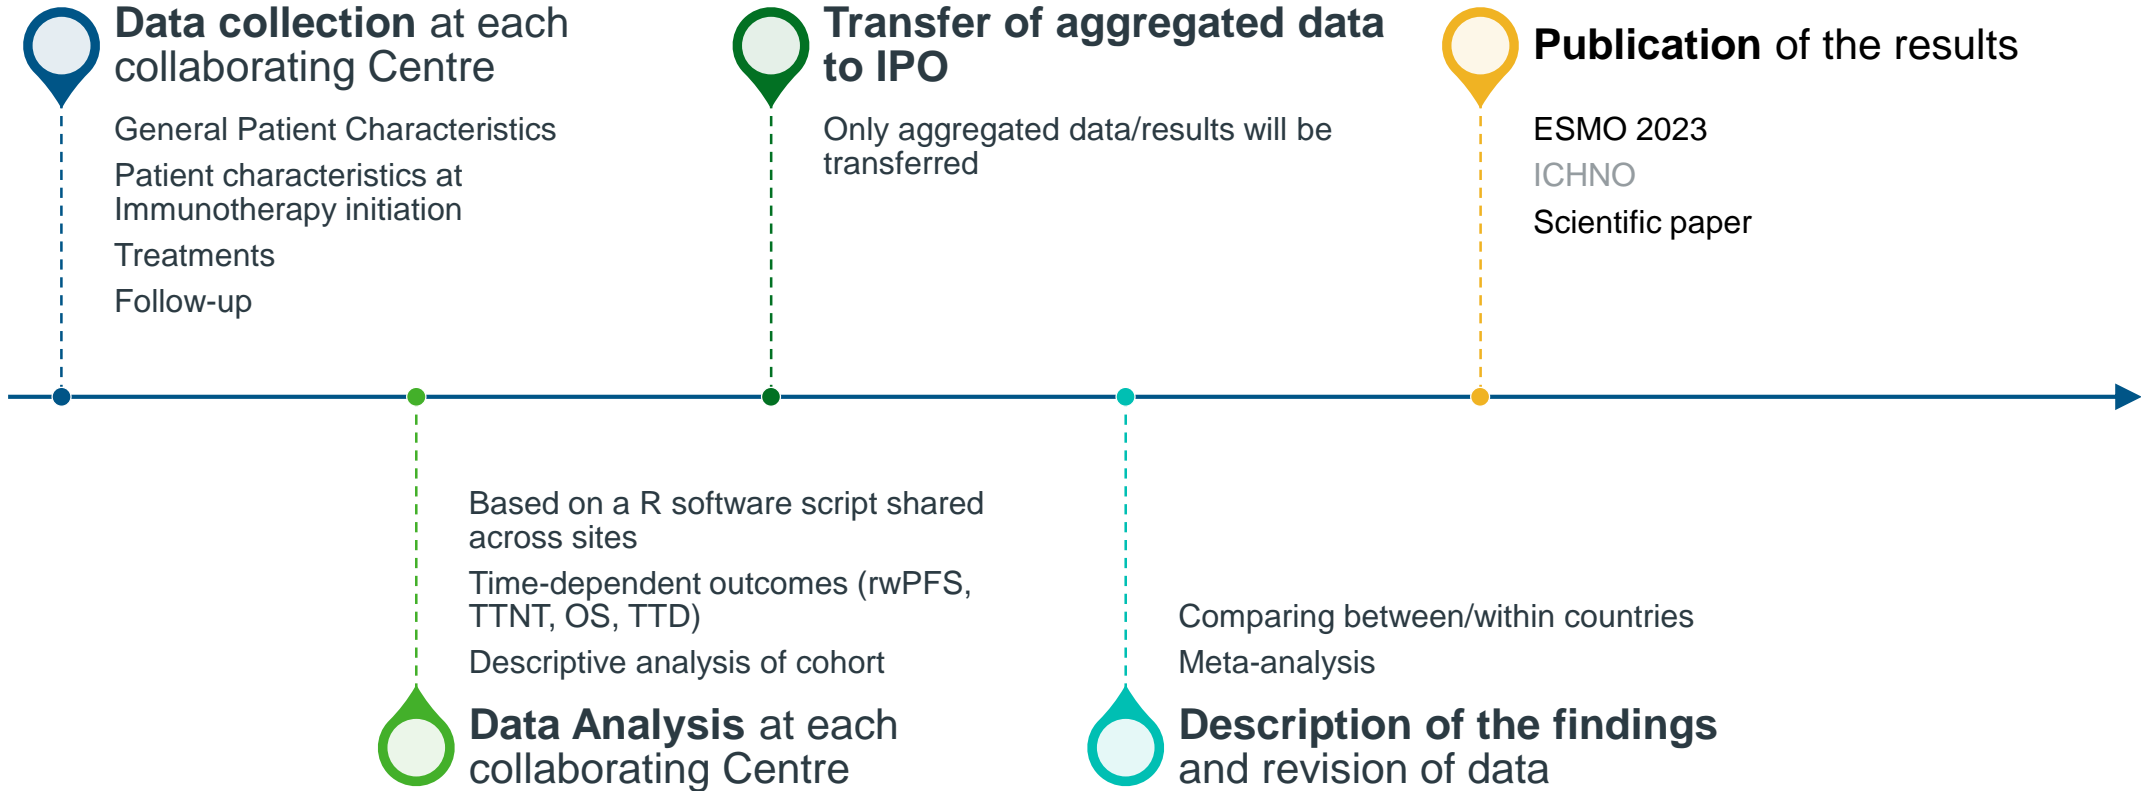 Data collection at each
collaborating Centre
General Patient Characteristics
Patient characteristics at
Immunotherapy initiation
Treatments
Follow-up
Based on a R software script shared
across sites
Time-dependent outcomes (rwPFS,
TTNT, OS, TTD)
Descriptive analysis of cohort
Data Analysis at each
collaborating Centre
Transfer of aggregated data
to IPO
Only aggregated data/results will be
transferred
Comparing between/within countries
Meta-analysis
Description of the findings
and revision of data
Publication of the results
ESMO 2023
ICHNO
Scientific paper